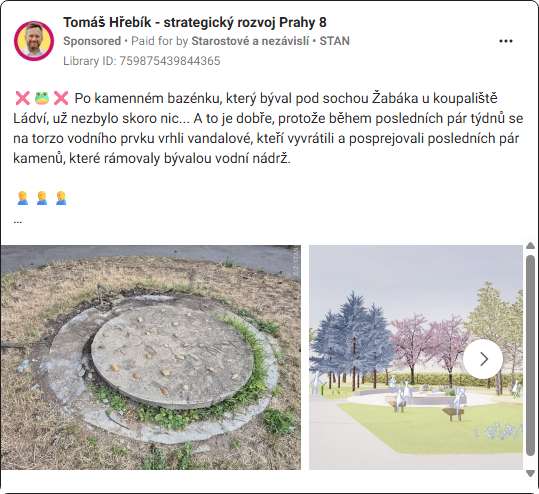 Tomáš Hřebík - strategický rozvoj Prahy 8
Sponsored • Paid for by Starostové a nezávislí • STAN
Library ID: 759875439844365
❌🐸❌ Po kamenném bazénku, který býval pod sochou Žabáka u koupaliště
Ládví, už nezbylo skoro nic... A to je dobře, protože během posledních pár týdnů se
na torzo vodního prvku vrhli vandalové, kteří vyvrátili a posprejovali posledních pár
kamenů, které rámovaly bývalou vodní nádrž.
🤦‍♂️ 🤦‍♂️ 🤦‍♂️
...